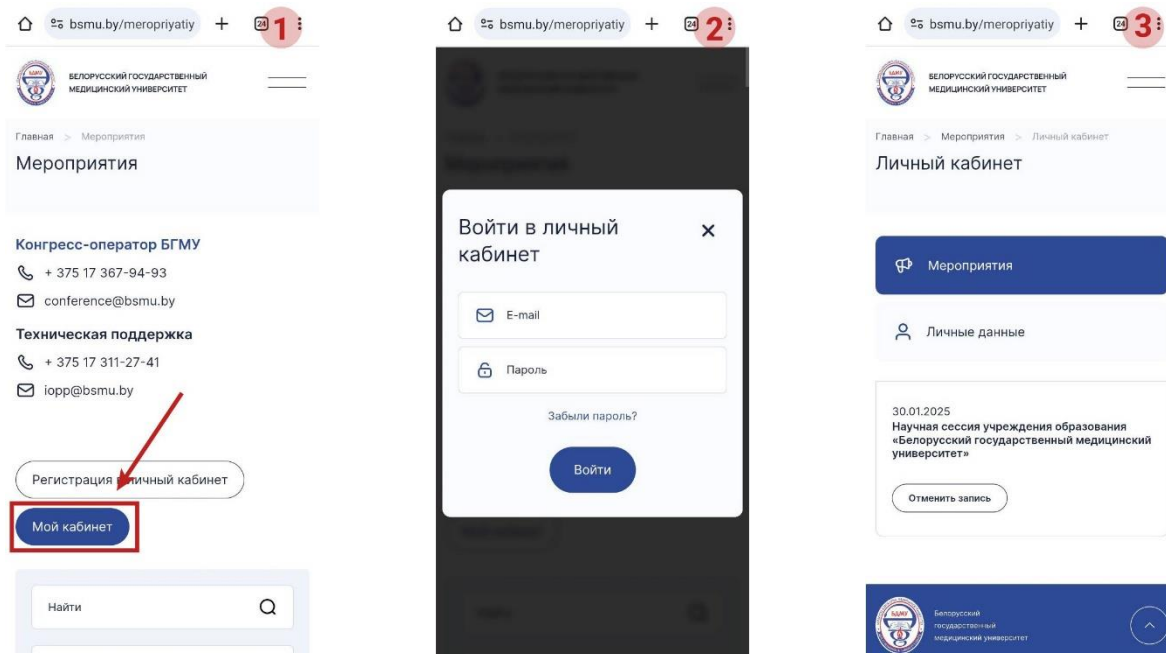 bsmu.by/meropriyatiy
24
1
БЕЛОРУССКИЙ ГОСУДАРСТВЕННЫЙ
МЕДИЦИНСКИЙ УНИВЕРСИТЕТ
Главная > Мероприятия
Мероприятия
Конгресс-оператор БГМУ
+ 375 17 367-94-93
conference@bsmu.by
Техническая поддержка
+ 375 17 311-27-41
iopp@bsmu.by
Регистрация личный кабинет
Мой кабинет
Найти
bsmu.by/meropriyatiy
24
2
Войти в личный
кабинет
E-mail
Пароль
Забыли пароль?
Войти
bsmu.by/meropriyatiy
24
3
БЕЛОРУССКИЙ ГОСУДАРСТВЕННЫЙ
МЕДИЦИНСКИЙ УНИВЕРСИТЕТ
Главная > Мероприятия > Личный кабинет
Личный кабинет
Мероприятия
Личные данные
30.01.2025
Научная сессия учреждения образования
«Белорусский государственный медицинский
университет»
Отменить запись
БДМУ
Белорусский
государственный
медицинский университет